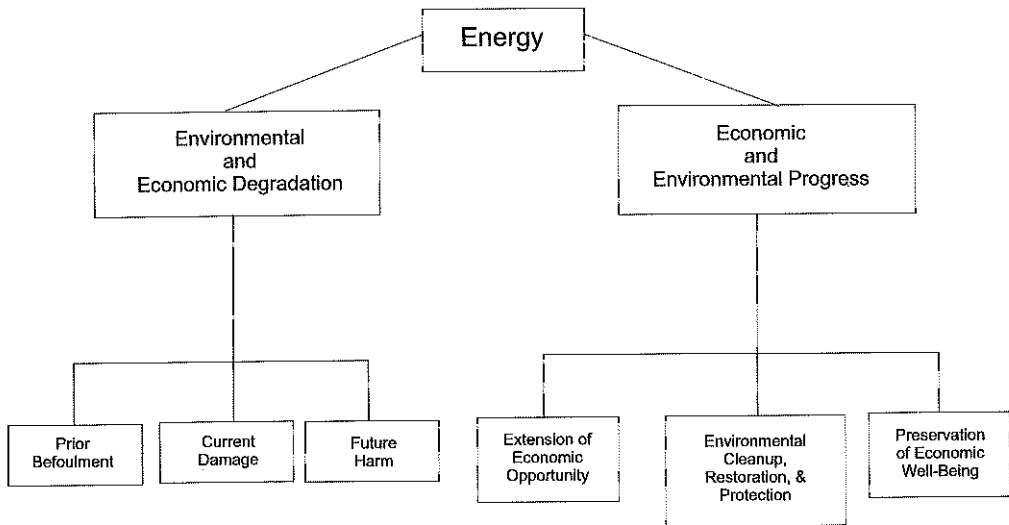 Energy
Environmental
and
Economic Degradation
Economic
and
Environmental Progress
Prior
Befoulment
Current
Damage
Future
Harm
Extension of
Economic
Opportunity
Environmental
Cleanup,
Restoration, &
Protection
Preservation
of Economic
Well-Being